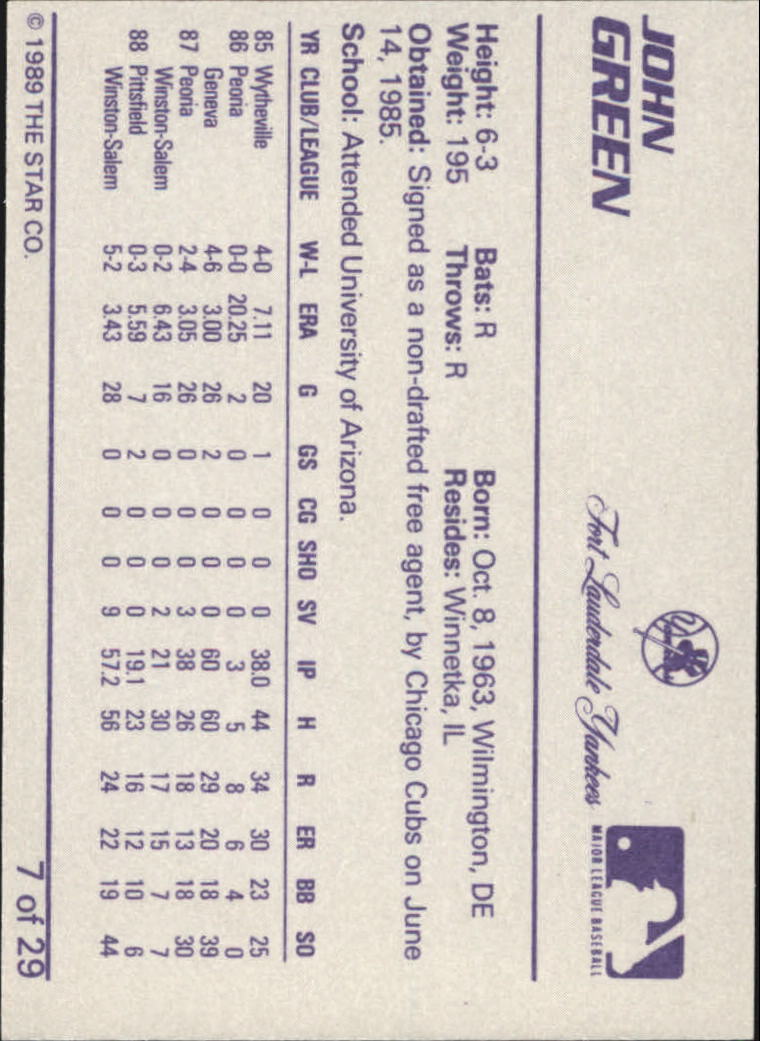 JOHN
GREEN
Fort Lauderdale Yankees
MAJOR LEAGUE BASEBALL
Height: 6-3 Bats: R Born: Oct. 8, 1963, Wilmington, DE
Weight: 195 Throws: R Resides: Winnetka, IL
Obtained: Signed as a non-drafted free agent, by Chicago Cubs on June
14, 1985.
School: Attended University of Arizona.
YR CLUB/LEAGUE W-L ERA G GS CG SHO SV IP H R ER BB SO
85 Wytheville 4-0 7.11 20 1 0 0 0 38.0 44 34 30 23 25
86 Peoria 0-0 20.25 2 0 0 0 0 3 5 8 6 4 0
Geneva 4-6 3.00 26 2 0 0 0 60 60 29 20 18 39
87 Peoria 2-4 3.05 26 0 0 0 3 38 26 18 13 18 30
Winston-Salem 0-2 6.43 16 0 0 0 2 21 30 17 15 7 7
88 Pittsfield 0-3 5.59 7 2 0 0 0 19.1 23 16 12 10 6
Winston-Salem 5-2 3.43 28 0 0 0 9 57.2 56 24 22 19 44
© 1989 THE STAR CO.
7 of 29